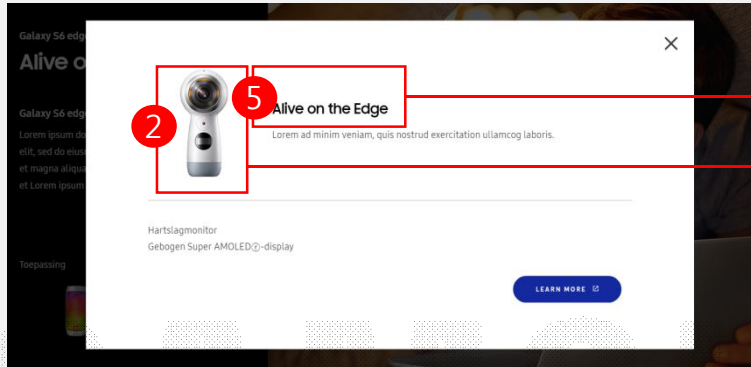 Galaxy S6 edg
Alive o
Galaxy S6 edg
Lorem ipsum do
elit, sed do eius
et magna aliqua
et Lorem ipsum
Toepassing
2
5
Alive on the Edge
Lorem ad minim veniam, quis nostrud exercitation ullamcog laboris.
Hartslagmonitor
Gebogen Super AMOLEDⓡ-display
LEARN MORE